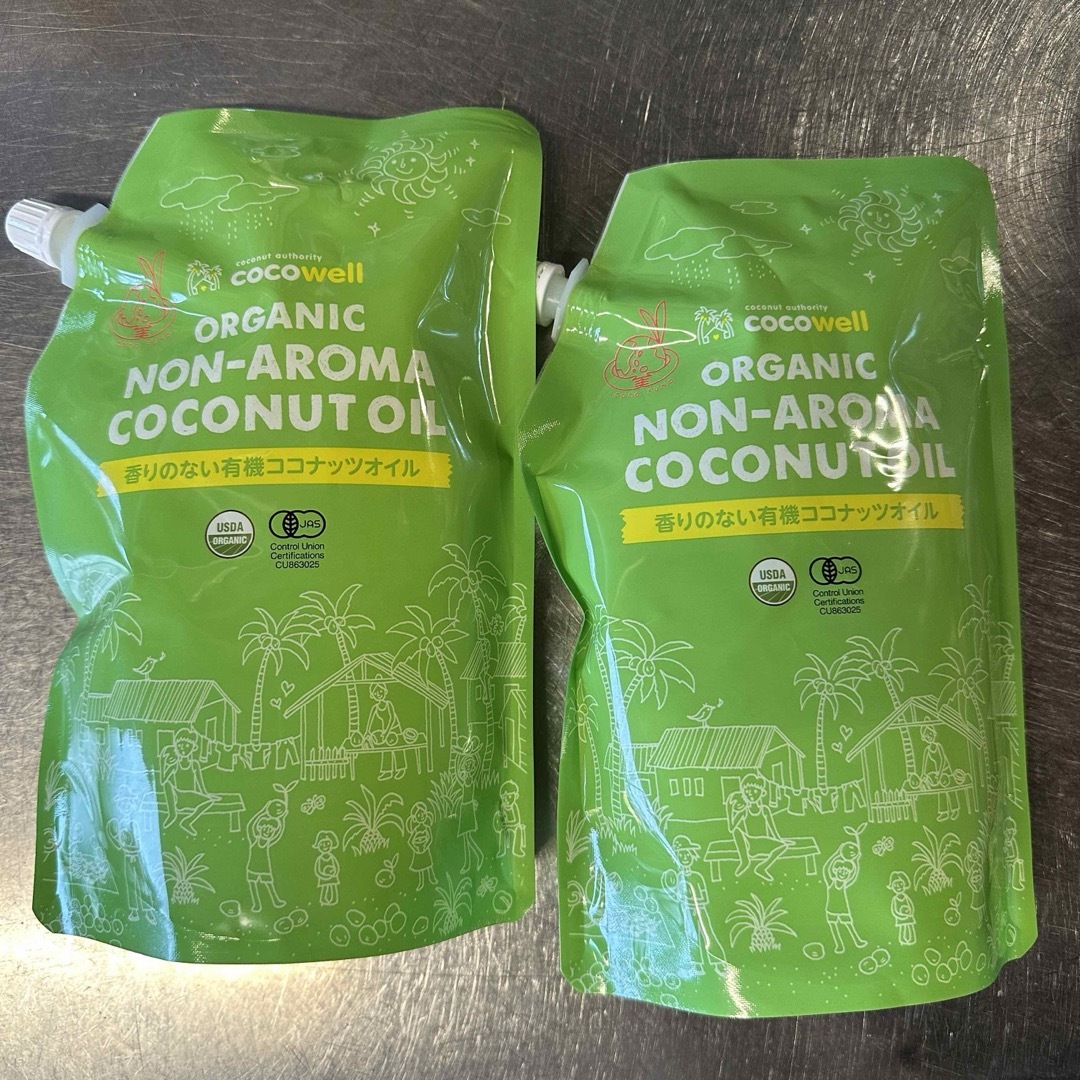 coconut authority
cocowell
ORGANIC
NON-AROMA
COCONUT OIL
香りのない有機ココナッツオイル
USDA
ORGANIC
JAS
Control Union
Certifications
CU863025
coconut authority
cocowell
ORGANIC
NON-AROMA
COCONUT OIL
香りのない有機ココナッツオイル
USDA
ORGANIC
JAS
Control Union
Certifications
CU863025